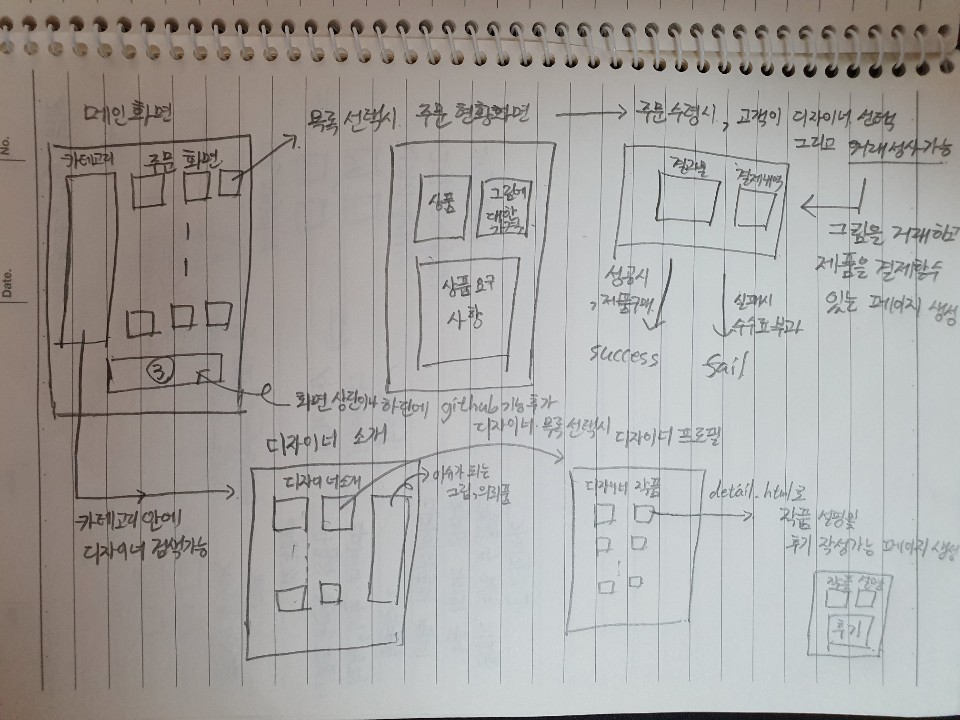 No.
Date.
메인화면
카테고리
주문 화면
③
목록 선택시
주문 현황화면
상품
그림에
대한
가격
상품 요구
사항
주문수령시, 고객이 디자이너 선택
그리고 거래성사가능
결과물
결제내역
그림을 거래하고
제품을 결제할수
있는 페이지 생성
성공시
, 제품구매
success
실패시
수수료 부과
fail
화면 상단이나 하단에 github 기능추가
카테고리 안에
디자이너 검색가능
디자이너 소개
디자이너소개
이슈가 되는
그림, 의뢰품
디자이너 목록 선택시
디자이너 프로필
디자이너 작품
detail.html로
작품 설명및
후기 작성가능 페이지 생성
작품 설명
후기